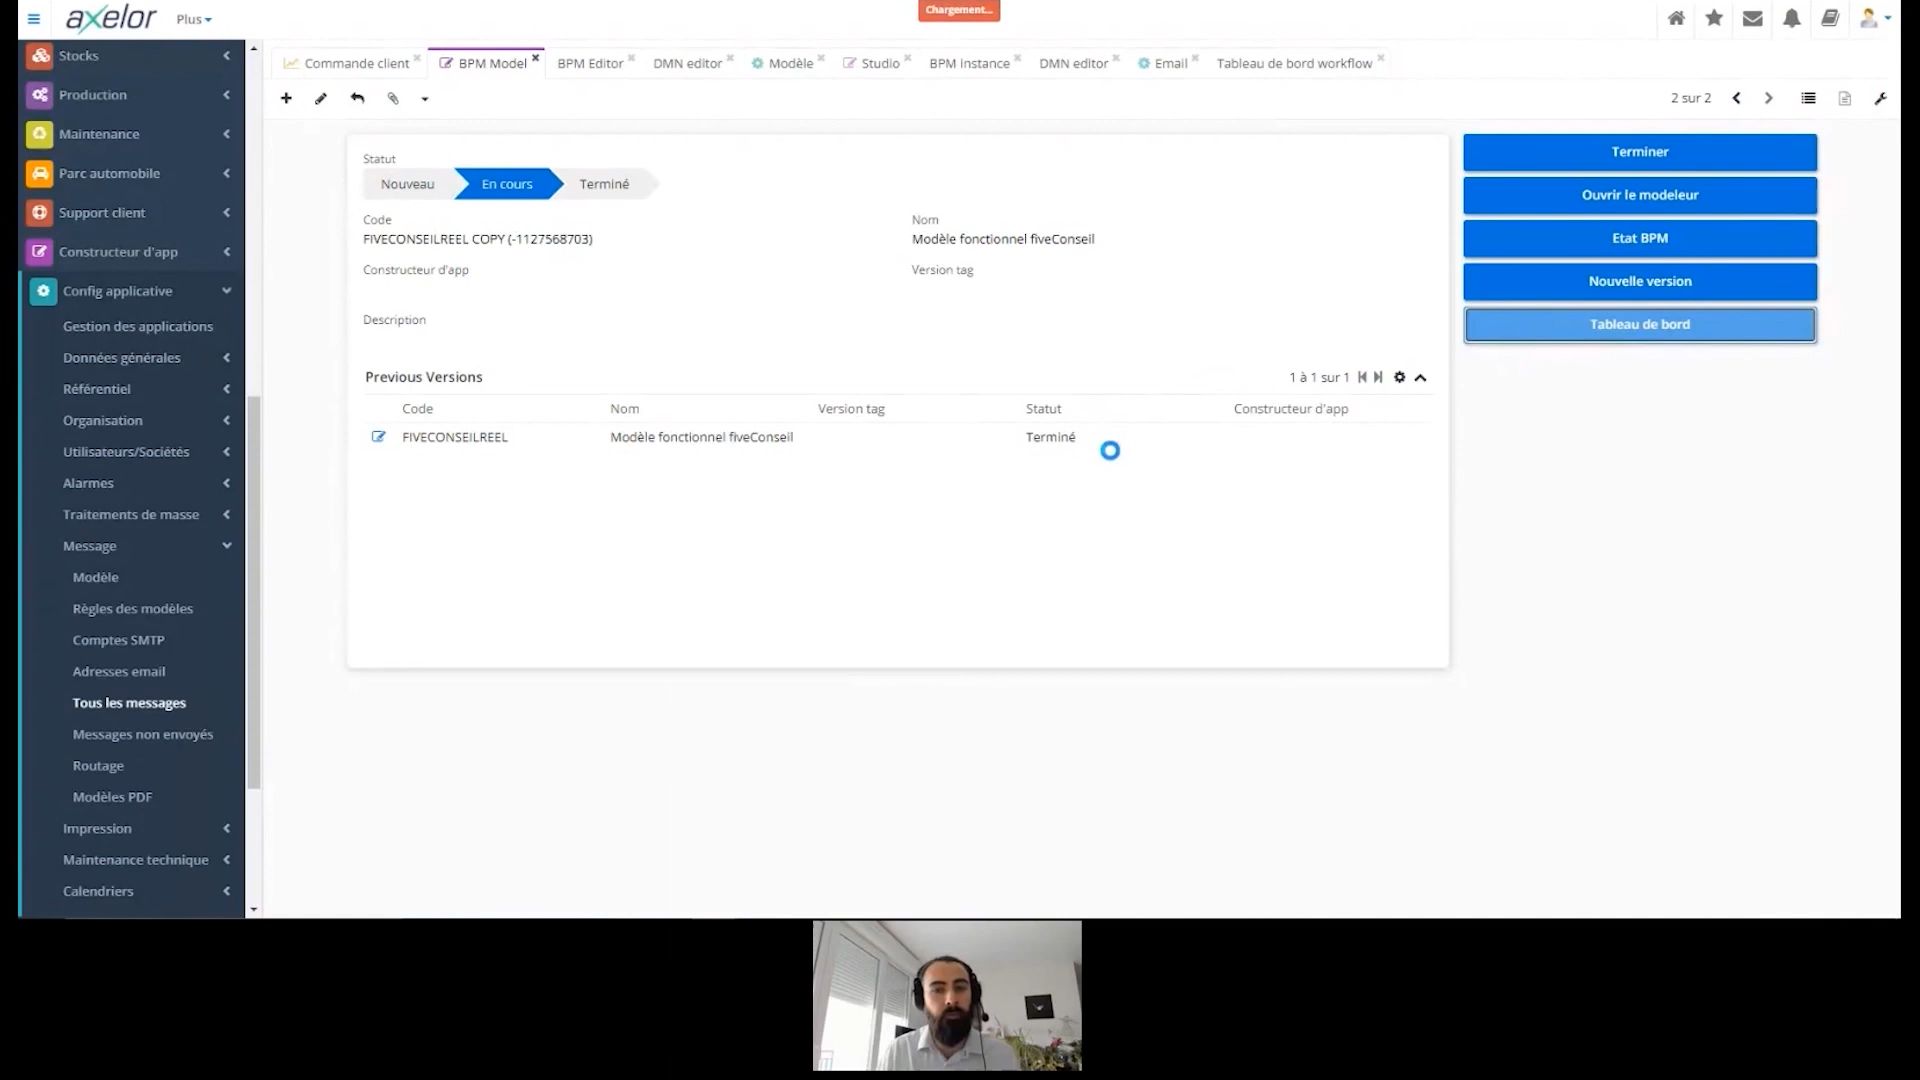 axelor Plus
Chargement...
Stocks
Production
Maintenance
Parc automobile
Support client
Constructeur d'app
Config applicative
Gestion des applications
Données générales
Référentiel
Organisation
Utilisateurs/Sociétés
Alarmes
Traitements de masse
Message
Modèle
Règles des modèles
Comptes SMTP
Adresses email
Tous les messages
Messages non envoyés
Routage
Modèles PDF
Impression
Maintenance technique
Calendriers
Commande client BPM Model BPM Editor DMN editor Modèle Studio BPM instance DMN editor Email Tableau de bord workflow
2 sur 2
Statut
Nouveau En cours Terminé
Code Nom
FIVECONSEILREEL COPY (-1127568703) Modèle fonctionnel fiveConseil
Constructeur d'app Version tag
Description
Previous Versions 1 à 1 sur 1
Code Nom Version tag Statut Constructeur d'app
FIVECONSEILREEL Modèle fonctionnel fiveConseil Terminé
Terminer
Ouvrir le modeleur
Etat BPM
Nouvelle version
Tableau de bord